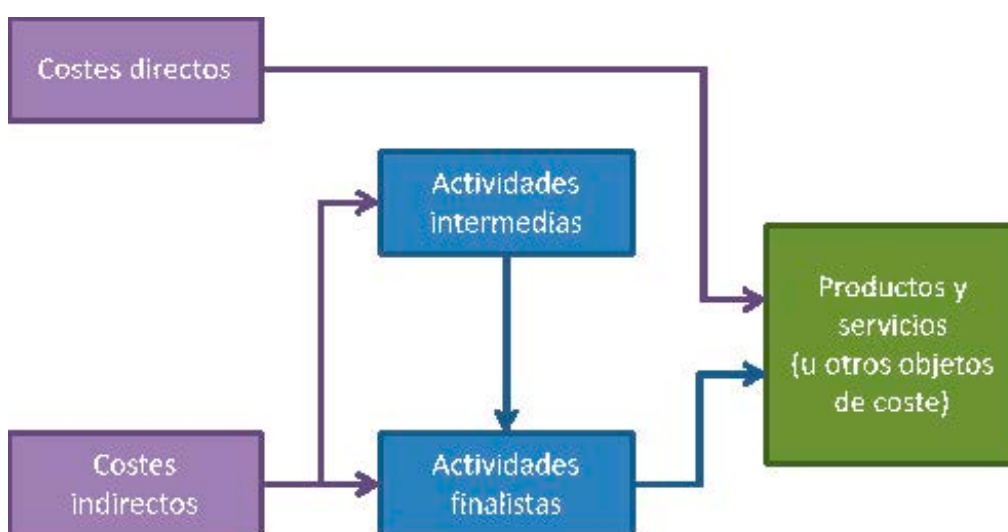 Costes directos
Actividades
intermedias
Productos y
servicios
(u otros objetos
de coste)
Costes
indirectos
Actividades
finalistas